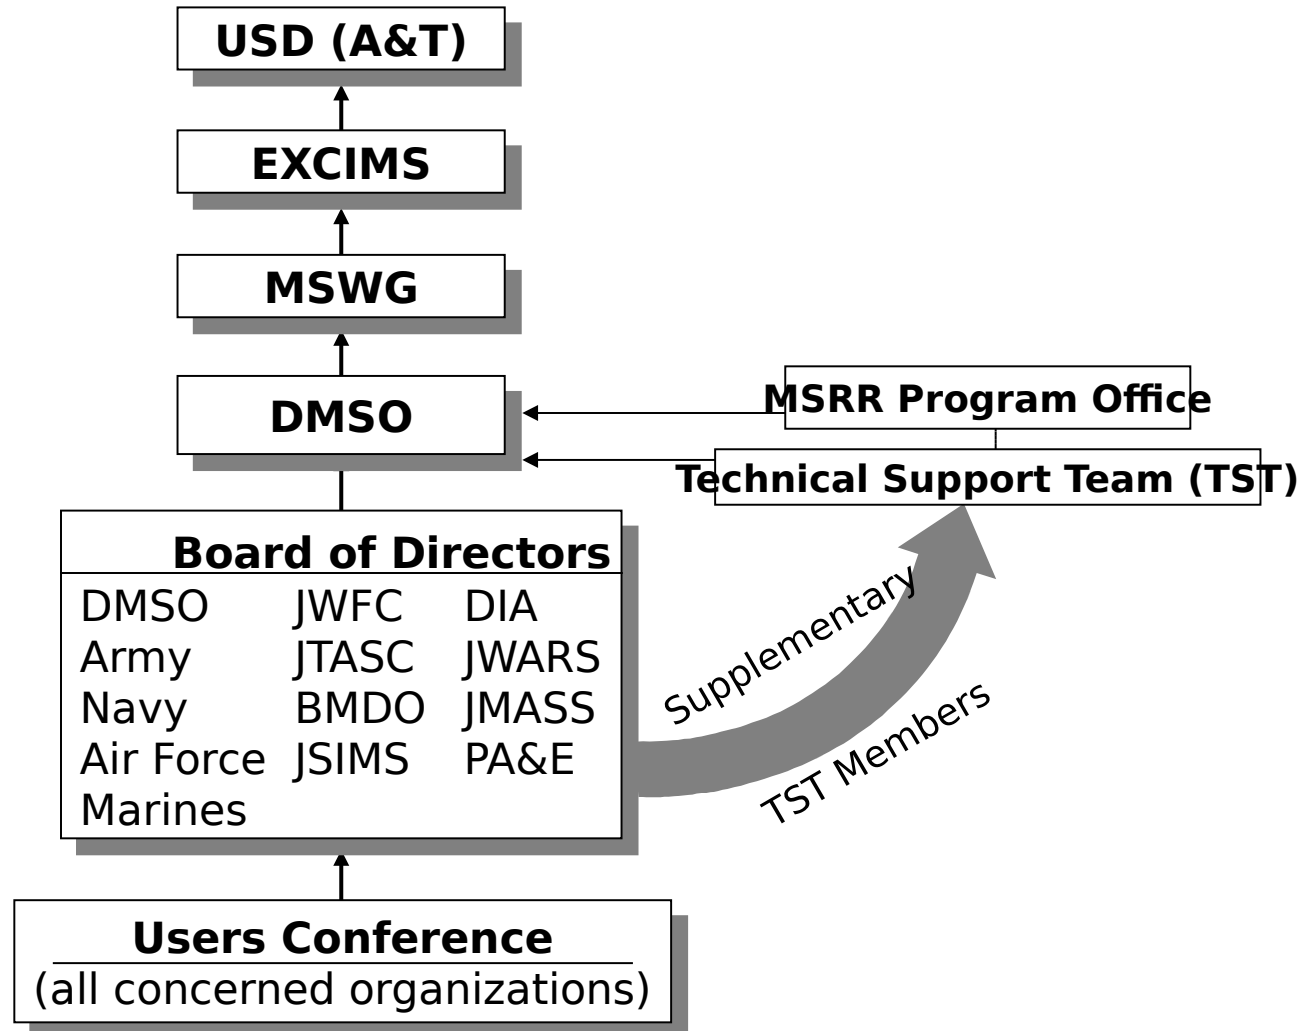 USD (A&T)
EXCIMS
MSWG
DMSO
MSRR Program Office
Technical Support Team (TST)
Board of Directors
DMSO JWFC DIA
Army JTASC JWARS
Navy BMDO JMASS
Air Force JSIMS PA&E
Marines
Supplementary
TST Members
Users Conference
(all concerned organizations)